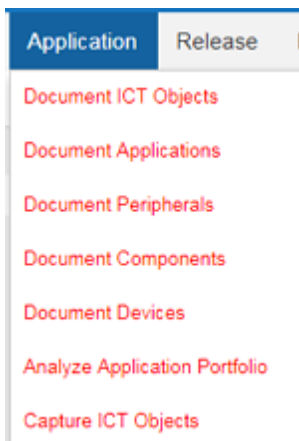 Application Release
Document ICT Objects
Document Applications
Document Peripherals
Document Components
Document Devices
Analyze Application Portfolio
Capture ICT Objects